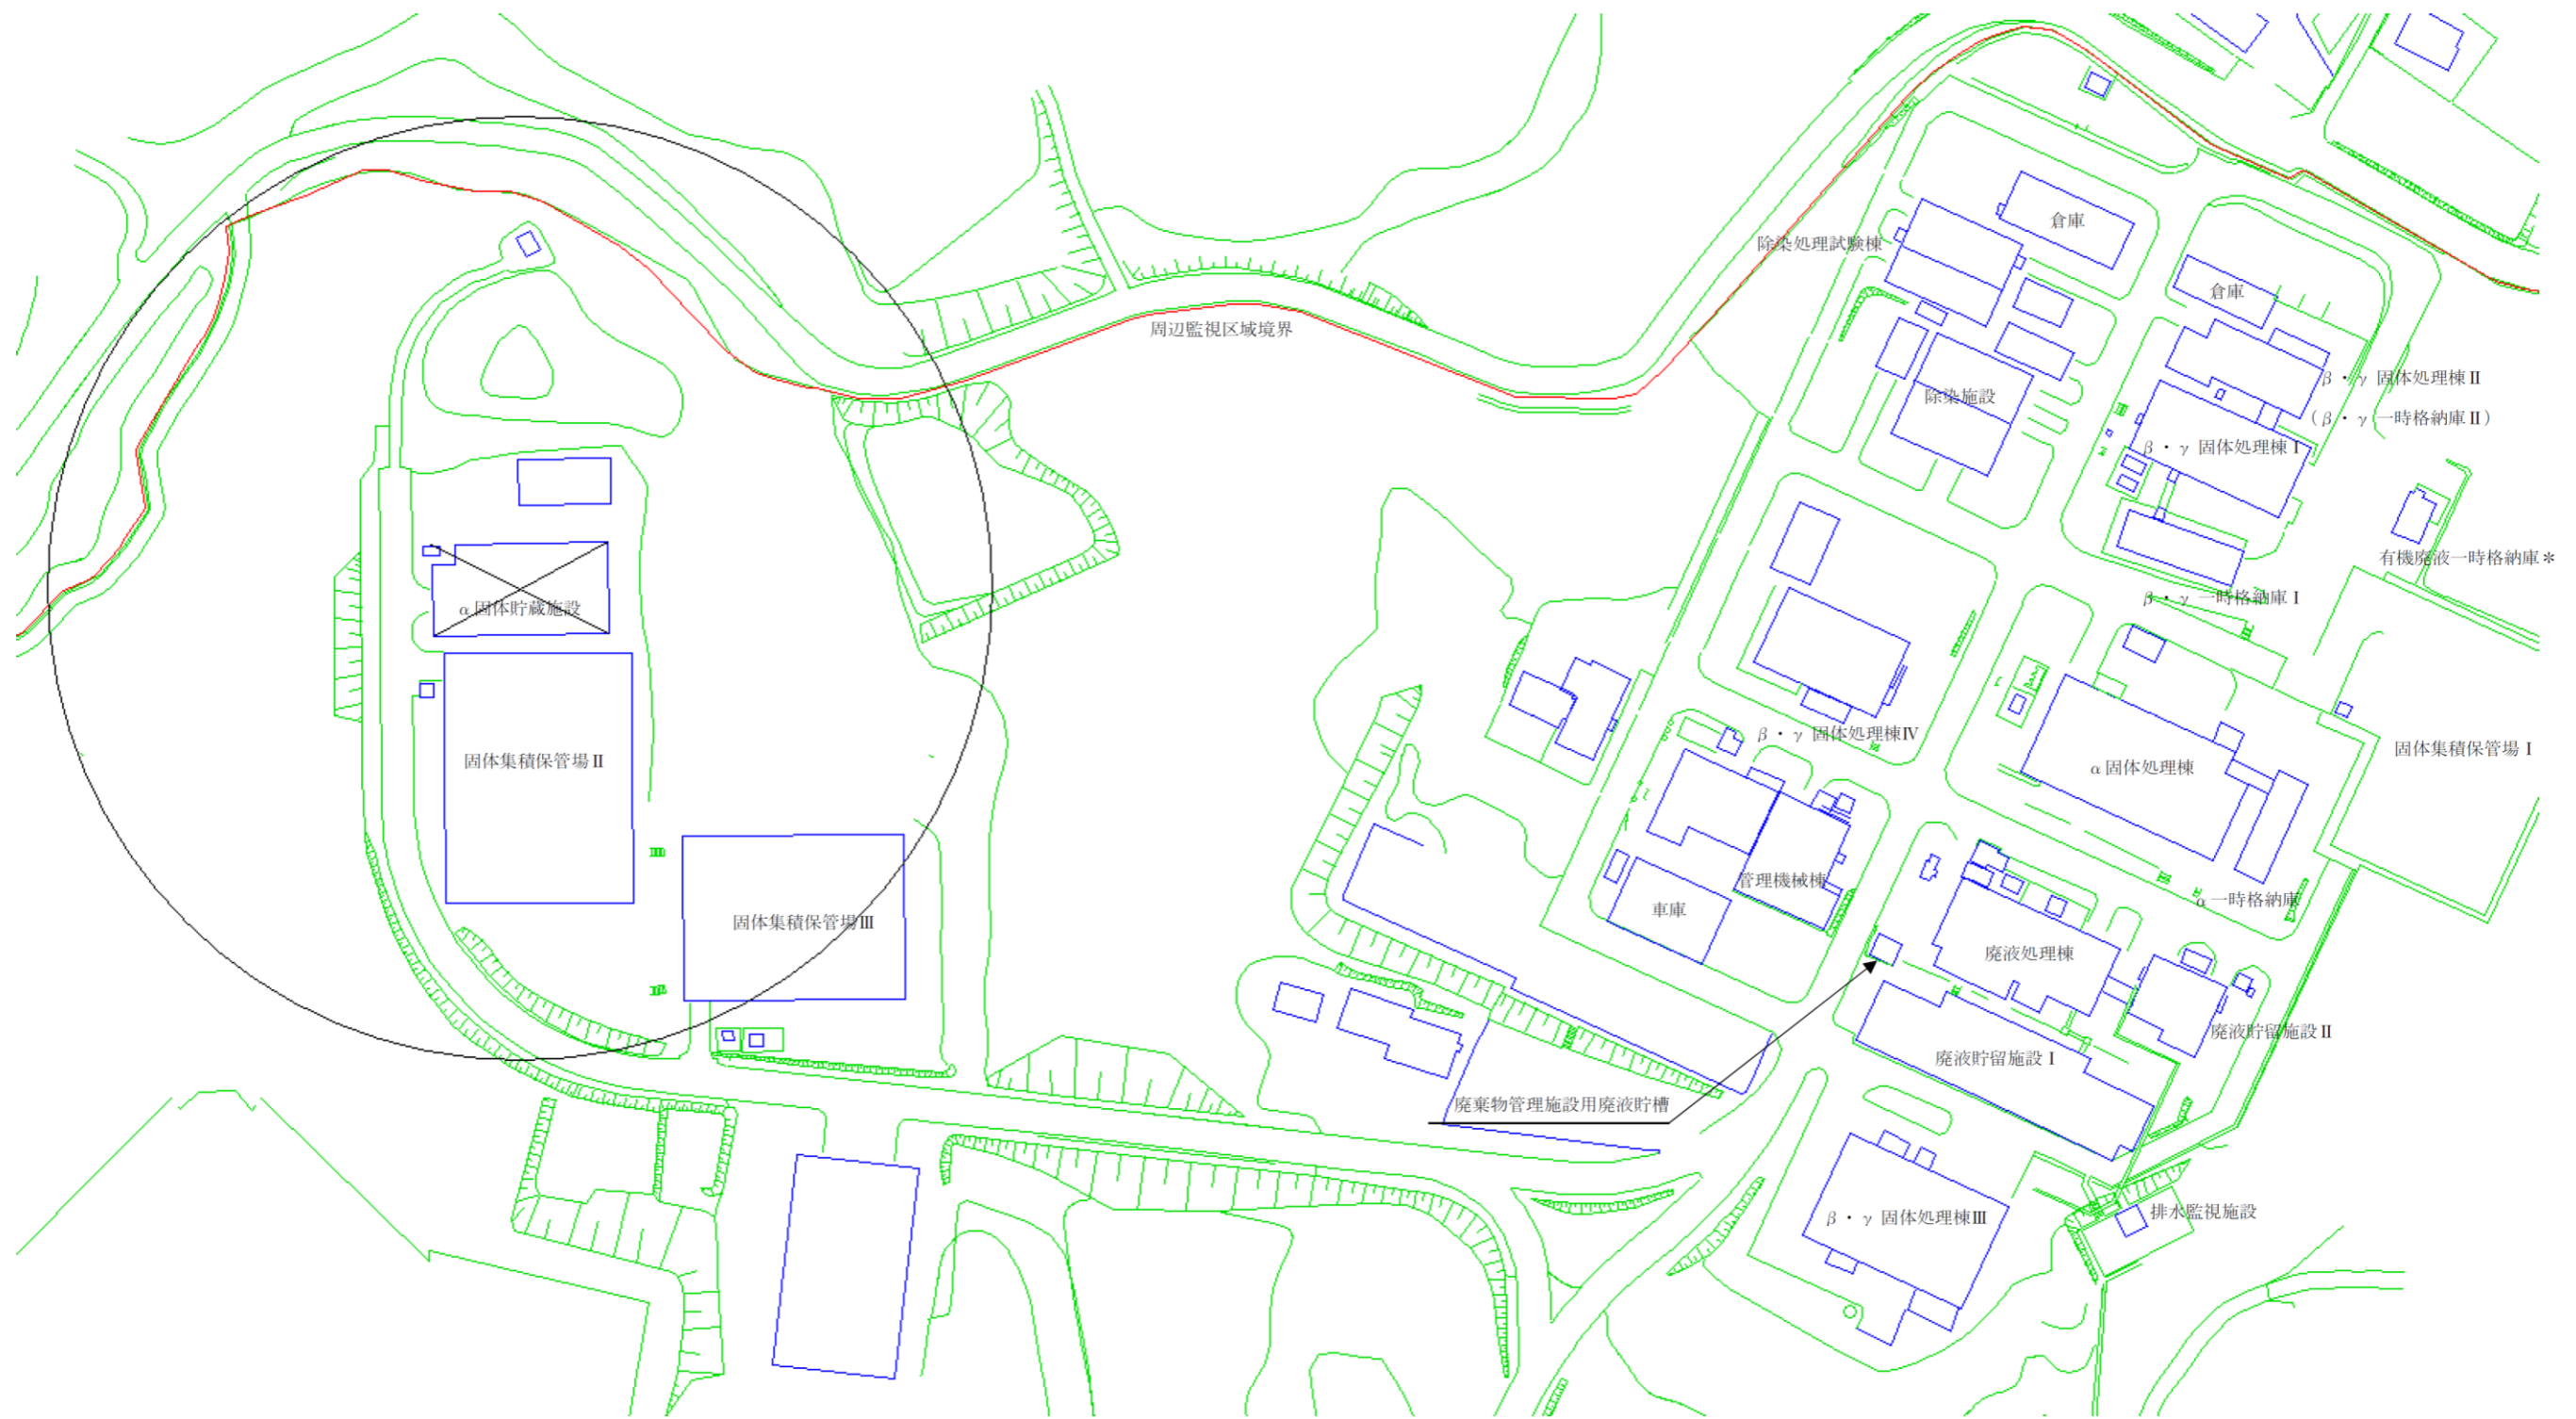 倉庫
除染処理試験棟
倉庫
周辺監視区域境界
β・γ 固体処理棟Ⅱ
除染施設
(β・γ 一時格納庫Ⅱ)
β・γ 固体処理棟Ⅰ
有機廃液一時格納庫＊
β・γ 一時格納庫Ⅰ
α固体貯蔵施設
β・γ 固体処理棟Ⅳ
固体集積保管場Ⅰ
固体集積保管場Ⅱ
α固体処理棟
管理機械棟
α一時格納庫
車庫
固体集積保管場Ⅲ
廃液処理棟
廃液貯留施設Ⅱ
廃液貯留施設Ⅰ
廃棄物管理施設用廃液貯槽
排水監視施設
β・γ 固体処理棟Ⅲ